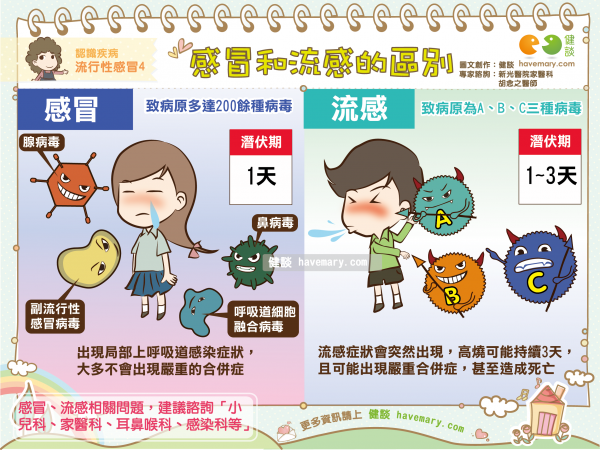 認識疾病
流行性感冒4
感冒和流感的區別
健談
havemary.com
圖文創作：健談
專家諮詢：新光醫院家醫科
胡念之醫師
感冒
致病原多達200餘種病毒
腺病毒
潛伏期
1天
鼻病毒
副流行性
感冒病毒
呼吸道細胞
融合病毒
出現局部上呼吸道感染症狀，
大多不會出現嚴重的合併症
流感
致病原為A、B、C三種病毒
潛伏期
1~3天
A
B
C
健談 havemary.com
流感症狀會突然出現，高燒可能持續3天，
且可能出現嚴重合併症，甚至造成死亡
感冒、流感相關問題，建議諮詢「小
兒科、家醫科、耳鼻喉科、感染科等」
更多資訊請上 健談 havemary.com